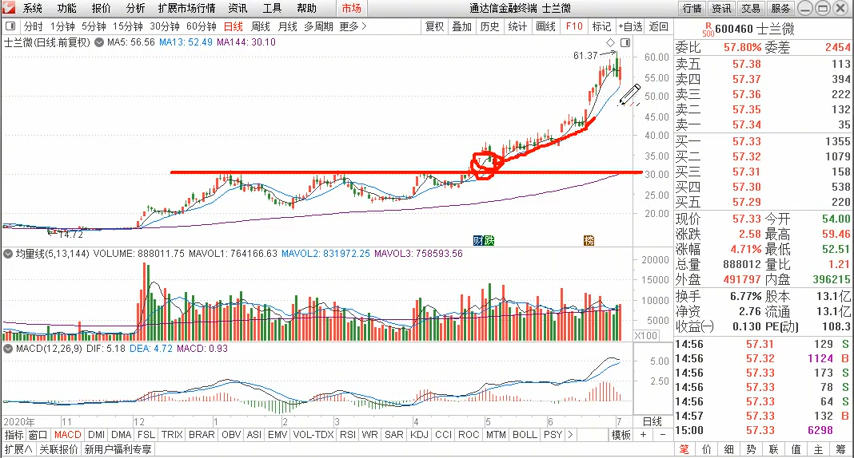 系统 功能 报价 分析 扩展市场行情 资讯 工具 帮助 市场 通达信金融终端 士兰微 行情 资讯 交易 服务
分时 1分钟 5分钟 15分钟 30分钟 60分钟 日线 周线 月线 多周期 更多> 复权 叠加 历史 统计 画线 F10 标记 +自选 返回
R 500 600460 士兰微
士兰微(日线.前复权) MA5: 56.56 MA13: 52.49 MA144: 30.10
委比 57.80% 委差 2454
卖五 57.38 113
卖四 57.37 394
卖三 57.36 222
卖二 57.35 132
卖一 57.34 35
买一 57.33 1355
买二 57.32 1079
买三 57.31 158
买四 57.30 538
买五 57.29 220
现价 57.33 今开 54.00
涨跌 2.58 最高 59.46
涨幅 4.71% 最低 52.51
总量 888012 量比 1.21
外盘 491797 内盘 396215
换手 6.77% 股本 13.1亿
净资 2.76 流通 13.1亿
收益(一) 0.130 PE(动) 108.3
14:56 57.31 129 S
14:56 57.32 1124 B
14:56 57.33 173 S
14:56 57.33 78 S
14:56 57.33 64 S
14:57 57.33 132 B
15:00 57.33 6298
笔 价 细 势 联 值 主 筹
61.37
60.00
55.00
50.00
45.00
40.00
35.00
30.00
25.00
20.00
14.72
财 跌 榜
均量线(5,13,144) VOLUME: 888011.75 MAVOL1: 764166.63 MAVOL2: 831972.25 MAVOL3: 758593.56
20000
15000
10000
5000
X100
MACD(12,26,9) DIF: 5.18 DEA: 4.72 MACD: 0.93
5.00
2.50
2020年 11 12 1 2 3 4 5 6 7 日线
指标 窗口 MACD DMI DMA FSL TRIX BRAR OBV ASI EMV VOL-TDX RSI WR SAR KDJ CCI ROC MTM BOLL PSY > 模板 + -
扩展∧ 关联报价 新用户福利专享